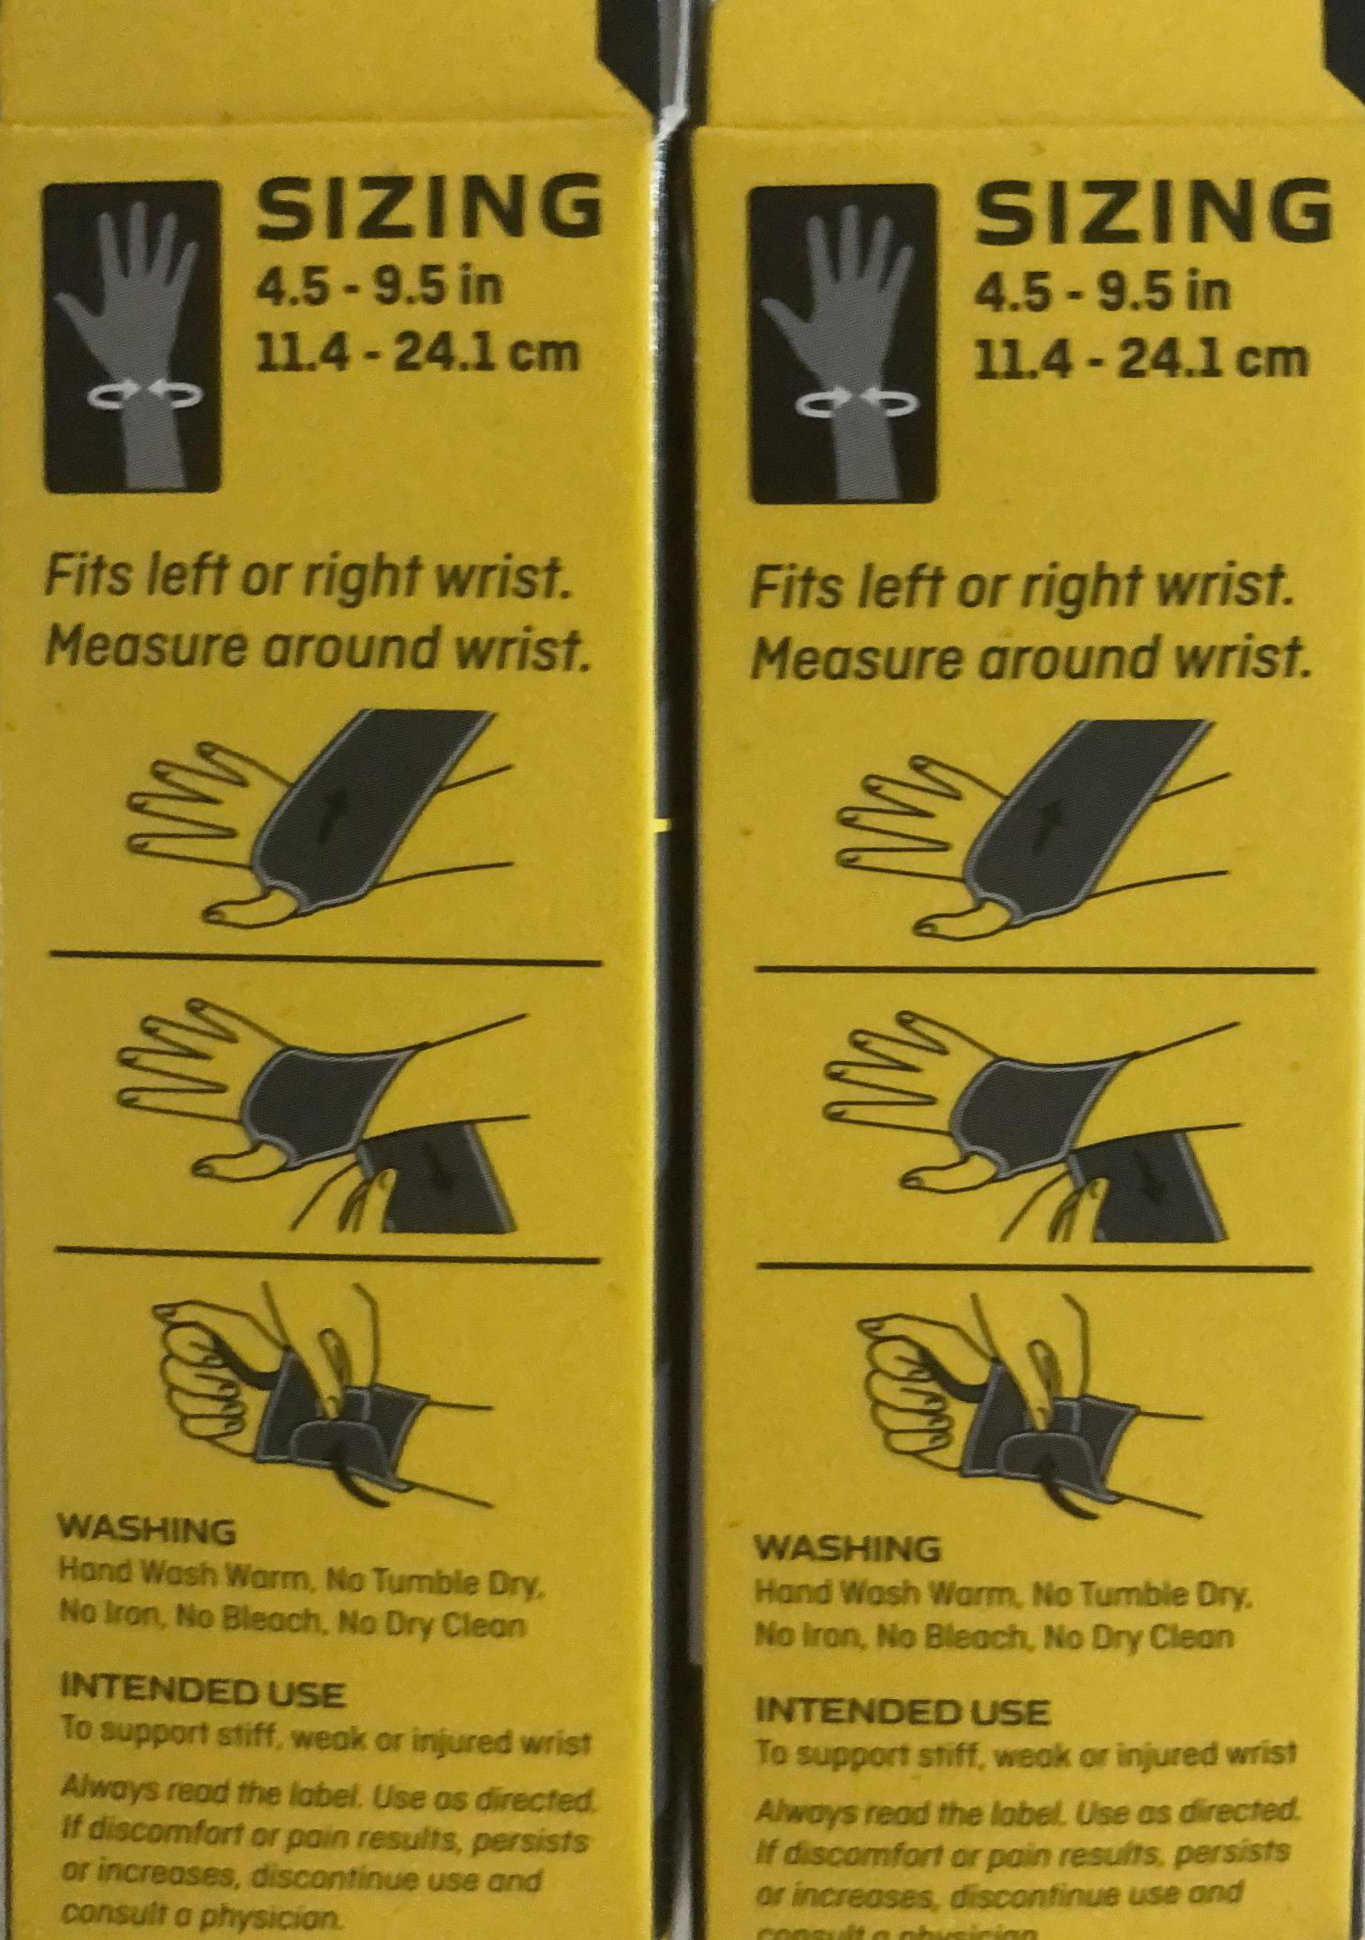 SIZING
4.5 - 9.5 in
11.4 - 24.1 cm
Fits left or right wrist.
Measure around wrist.
WASHING
Hand Wash Warm, No Tumble Dry,
No Iron, No Bleach, No Dry Clean
INTENDED USE
To support stiff, weak or injured wrist
Always read the label. Use as directed.
If discomfort or pain results, persists
or increases, discontinue use and
consult a physician.
SIZING
4.5 - 9.5 in
11.4 - 24.1 cm
Fits left or right wrist.
Measure around wrist.
WASHING
Hand Wash Warm, No Tumble Dry,
No Iron, No Bleach, No Dry Clean
INTENDED USE
To support stiff, weak or injured wrist
Always read the label. Use as directed.
If discomfort or pain results, persists
or increases, discontinue use and
consult a physician